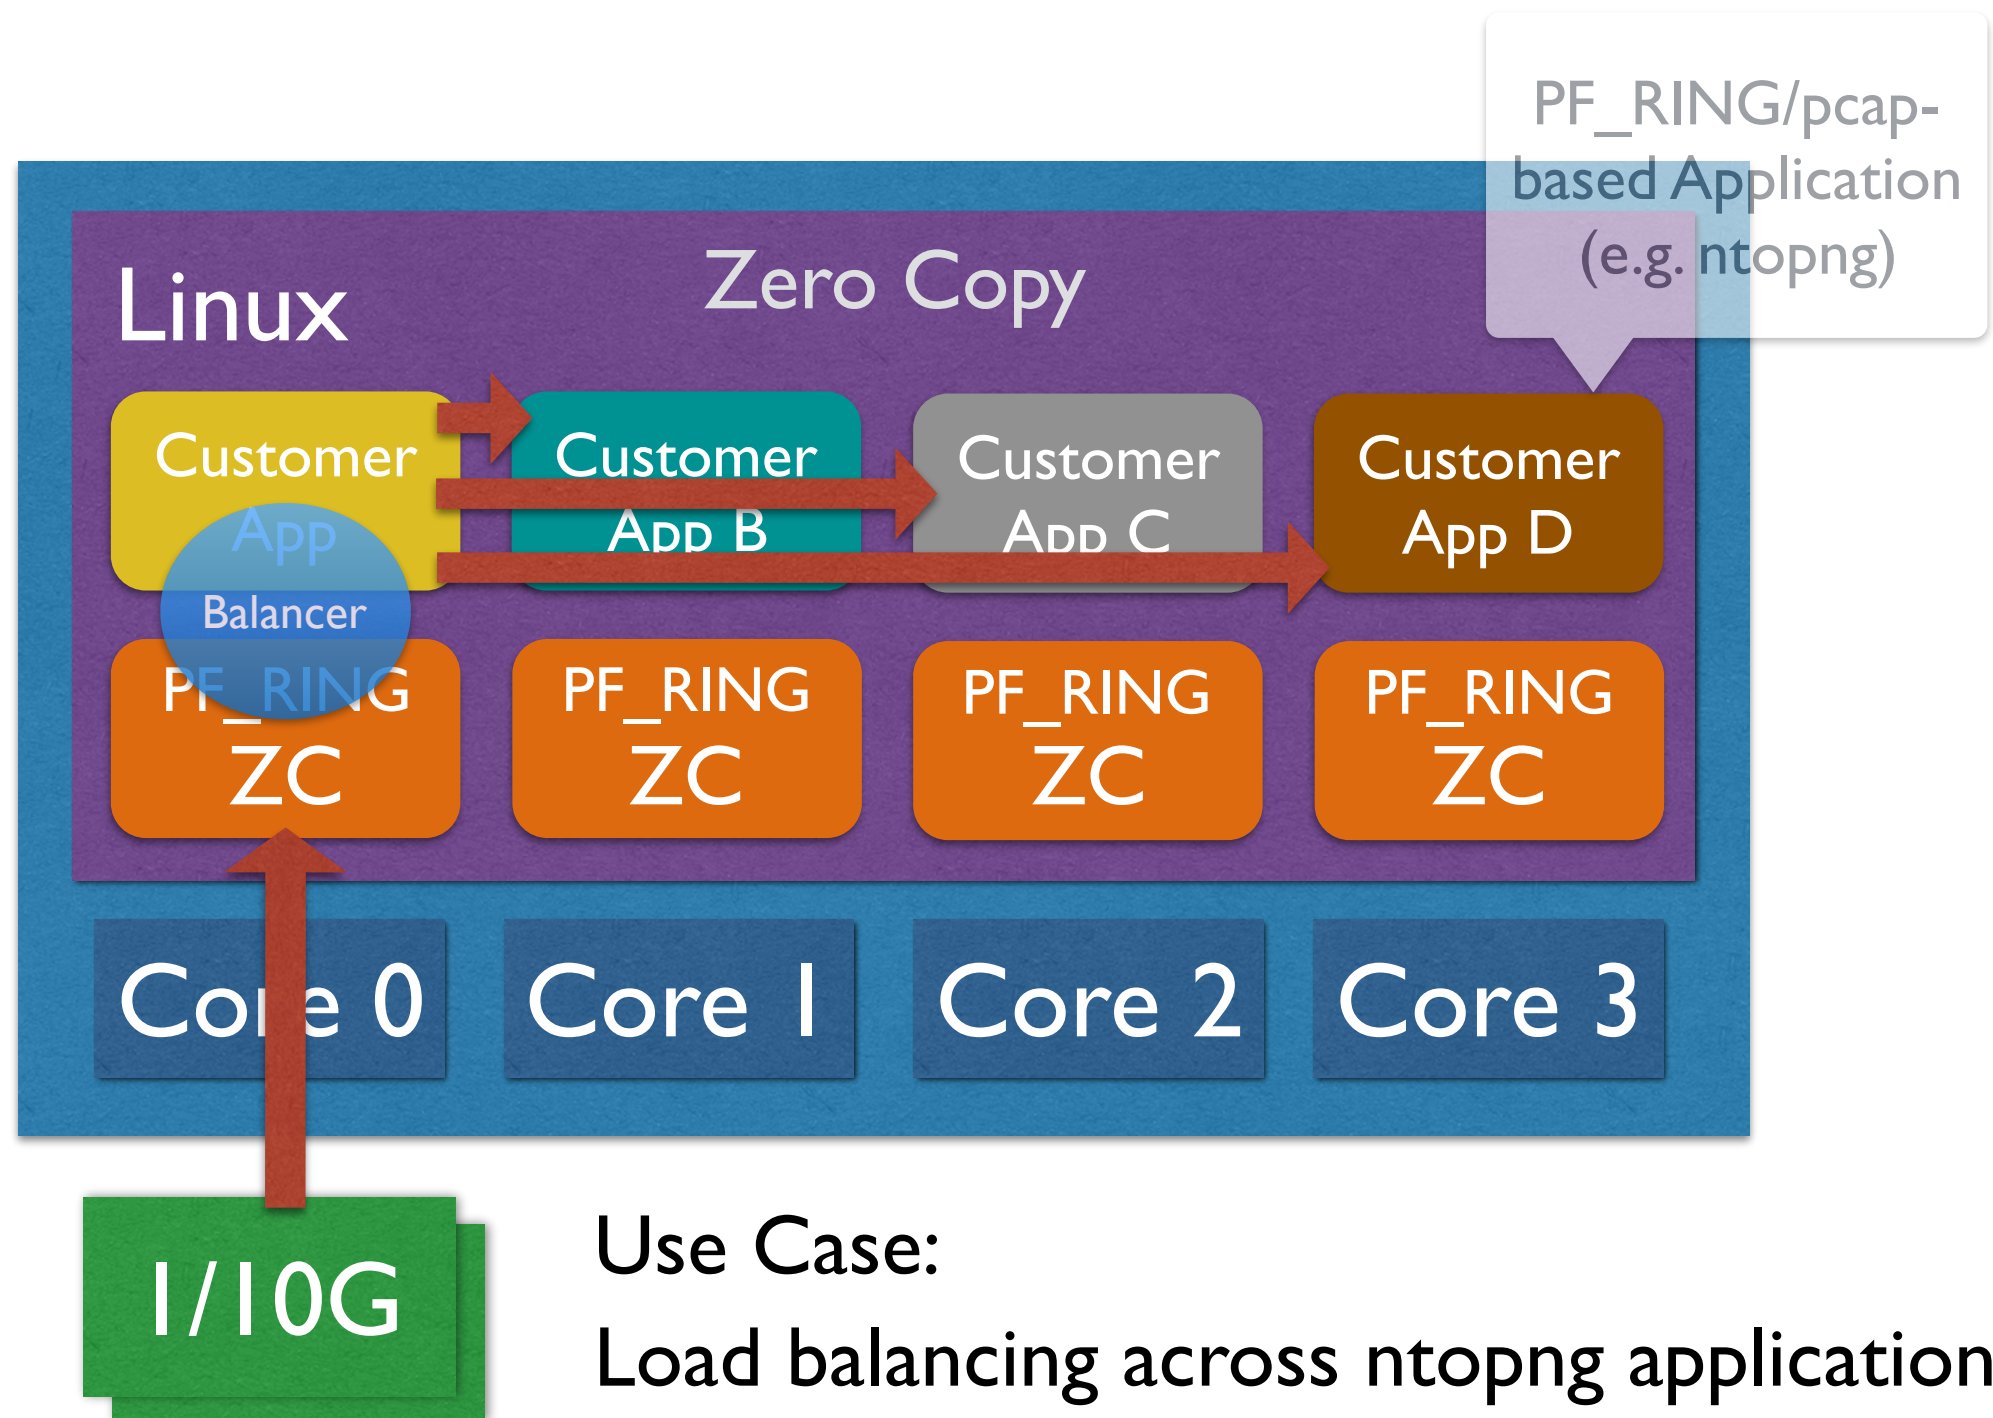 PF_RING/pcap-
based Application
(e.g. ntopng)
Linux
Zero Copy
Customer
App
Balancer
Customer
App B
Customer
App C
Customer
App D
PF_RING
ZC
PF_RING
ZC
PF_RING
ZC
PF_RING
ZC
Core 0
Core 1
Core 2
Core 3
1/10G
Use Case:
Load balancing across ntopng application